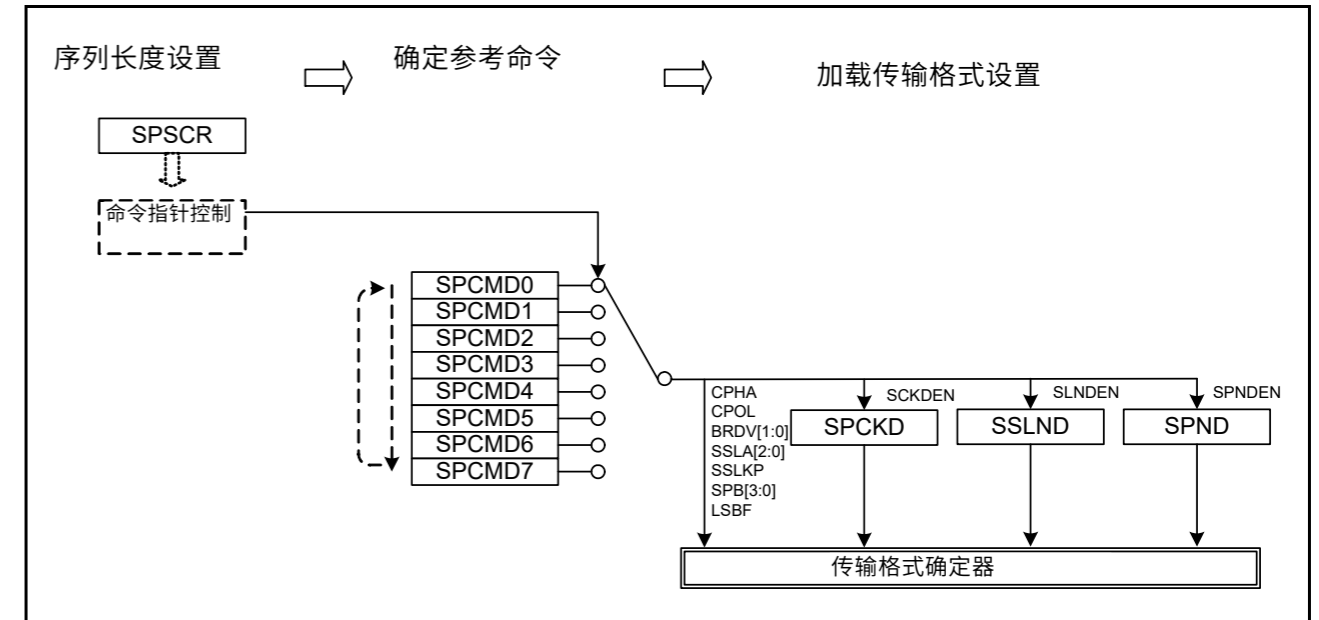 序列长度设置
确定参考命令
加载传输格式设置
SPSCR
命令指针控制
SPCMD0
SPCMD1
SPCMD2
SPCMD3
SPCMD4
SPCMD5
SPCMD6
SPCMD7
CPHA
CPOL
BRDV[1:0]
SSLA[2:0]
SSLKP
SPB[3:0]
LSBF
SCKDEN
SPCKD
SLNDEN
SSLND
SPNDEN
SPND
传输格式确定器